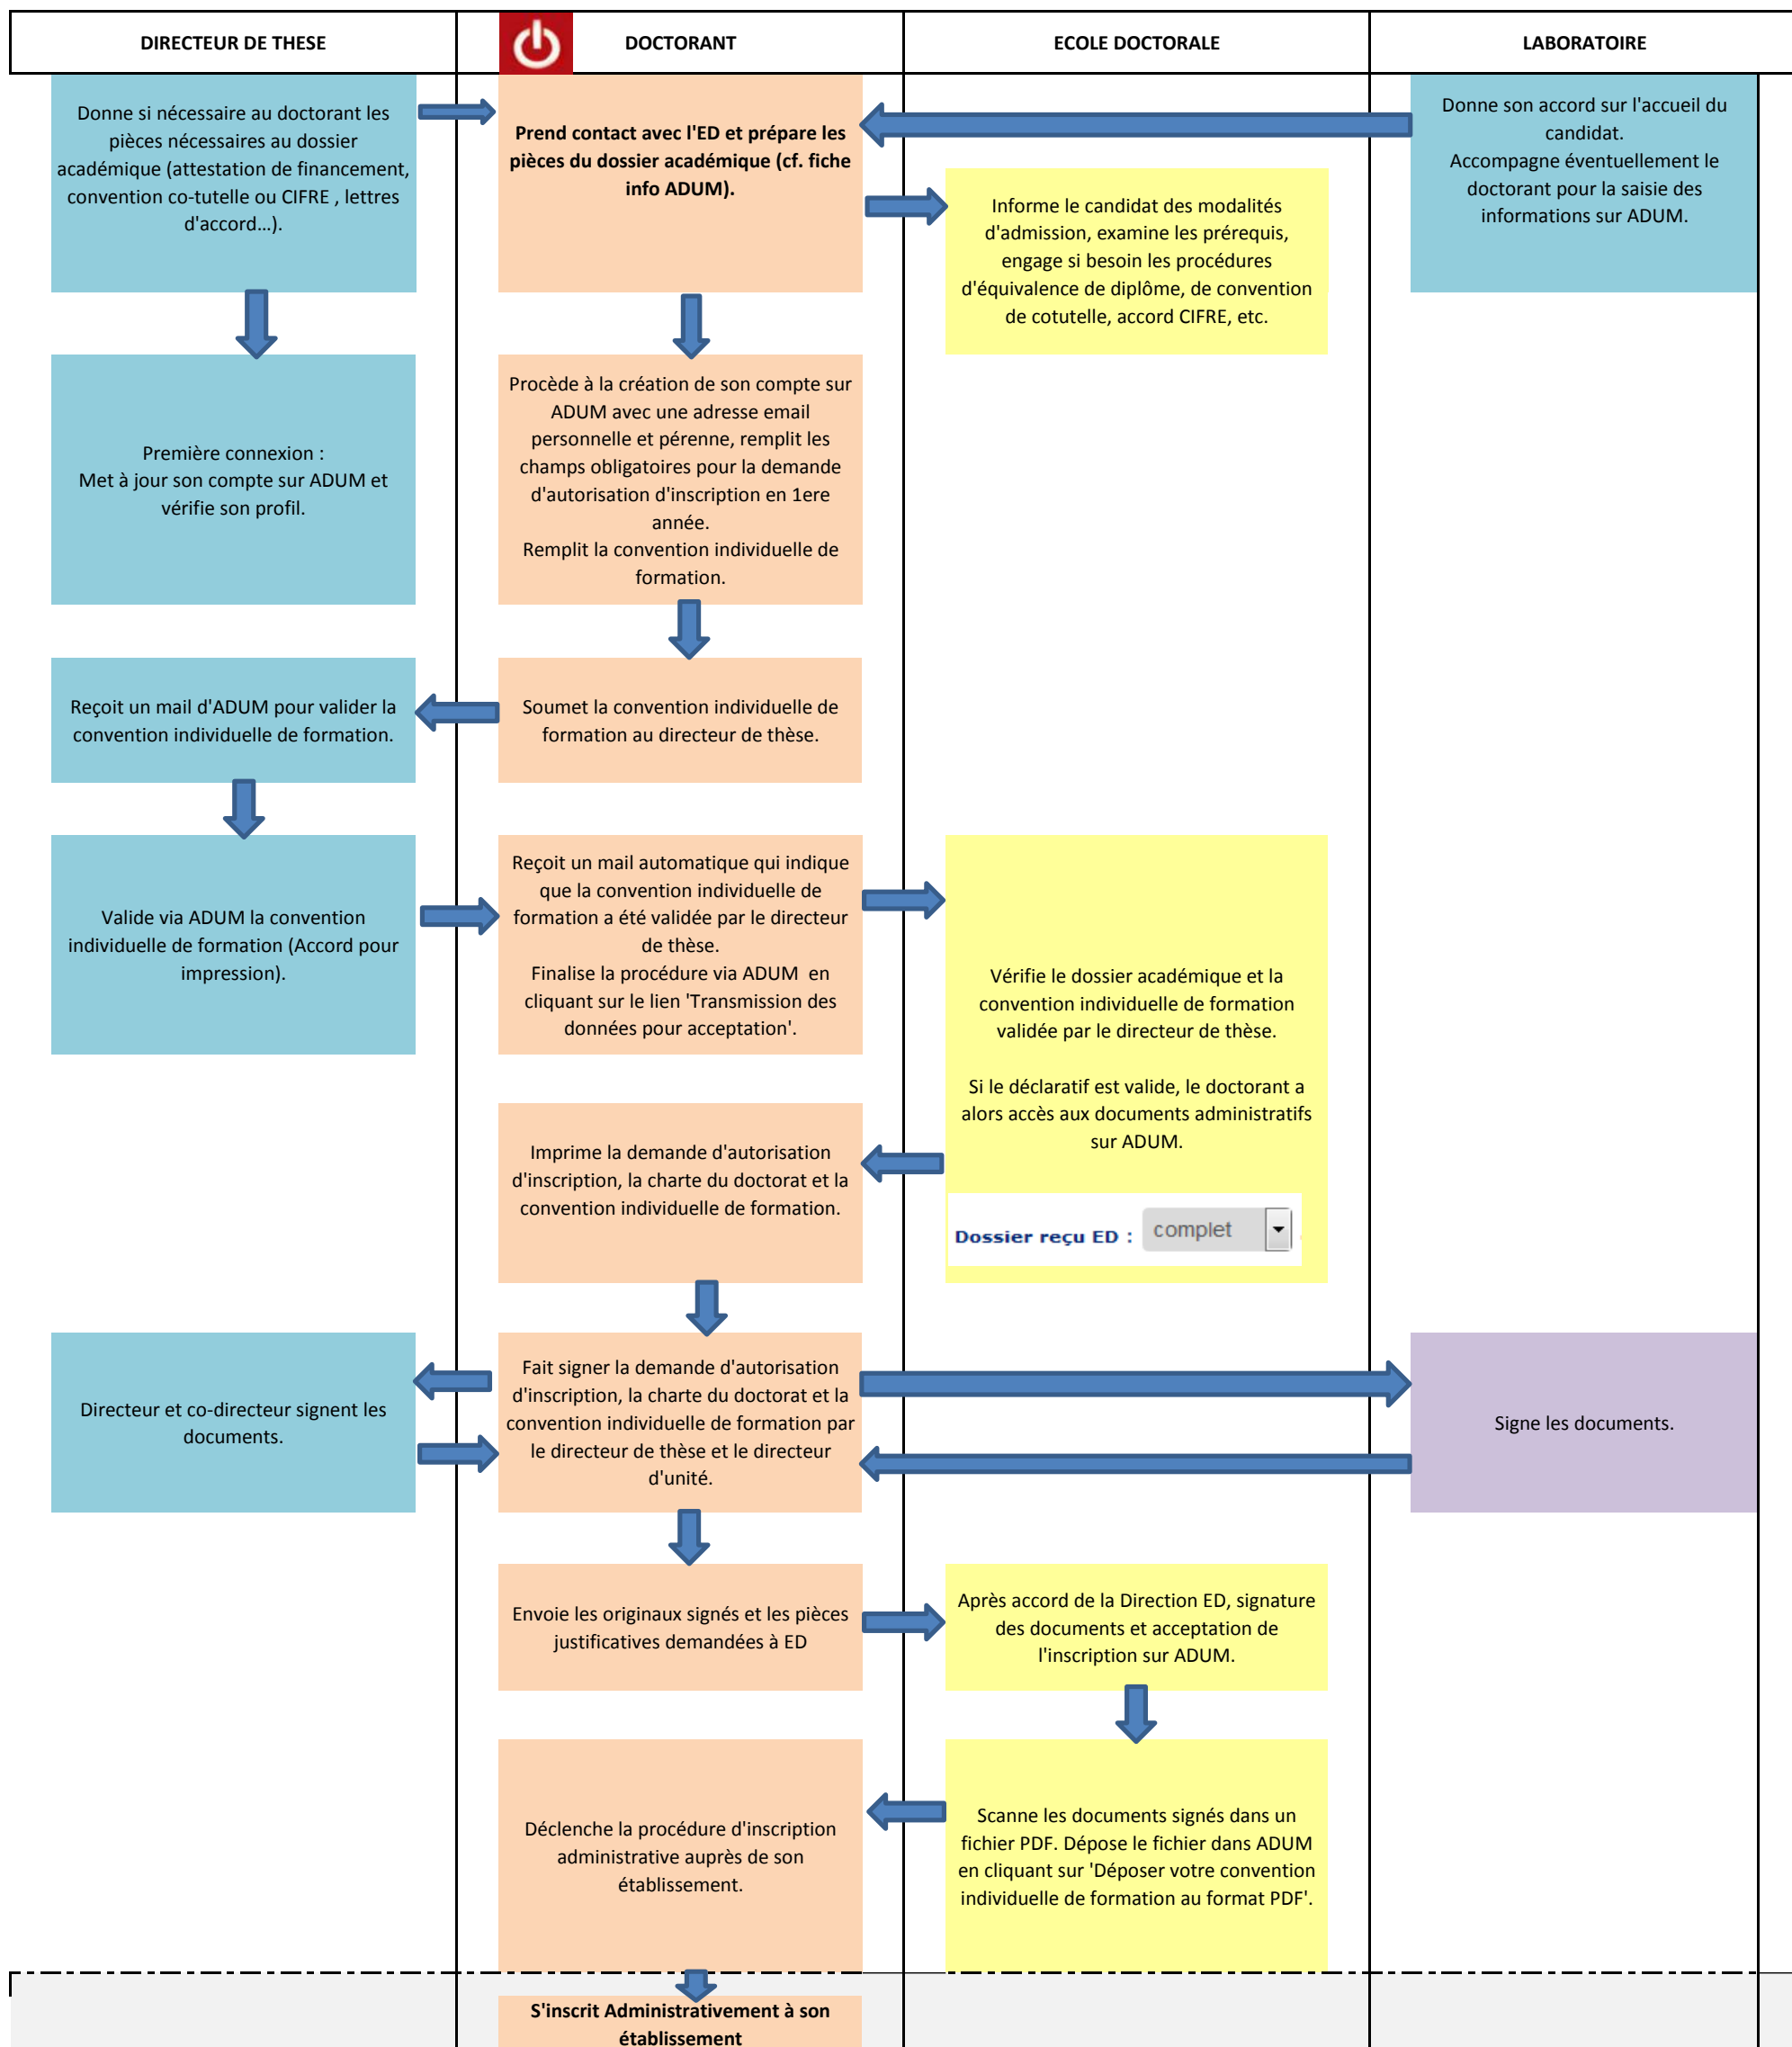 DIRECTEUR DE THESE
DOCTORANT
ECOLE DOCTORALE
LABORATOIRE
Donne si nécessaire au doctorant les
pièces nécessaires au dossier
académique (attestation de financement,
convention co-tutelle ou CIFRE , lettres
d'accord…).
Prend contact avec l'ED et prépare les
pièces du dossier académique (cf. fiche
info ADUM).
Informe le candidat des modalités
d'admission, examine les prérequis,
engage si besoin les procédures
d'équivalence de diplôme, de convention
de cotutelle, accord CIFRE, etc.
Donne son accord sur l'accueil du
candidat.
Accompagne éventuellement le
doctorant pour la saisie des
informations sur ADUM.
Première connexion :
Met à jour son compte sur ADUM et
vérifie son profil.
Procède à la création de son compte sur
ADUM avec une adresse email
personnelle et pérenne, remplit les
champs obligatoires pour la demande
d'autorisation d'inscription en 1ere
année.
Remplit la convention individuelle de
formation.
Reçoit un mail d'ADUM pour valider la
convention individuelle de formation.
Soumet la convention individuelle de
formation au directeur de thèse.
Valide via ADUM la convention
individuelle de formation (Accord pour
impression).
Reçoit un mail automatique qui indique
que la convention individuelle de
formation a été validée par le directeur
de thèse.
Finalise la procédure via ADUM  en
cliquant sur le lien 'Transmission des
données pour acceptation'.
Vérifie le dossier académique et la
convention individuelle de formation
validée par le directeur de thèse.
Si le déclaratif est valide, le doctorant a
alors accès aux documents administratifs
sur ADUM.
Dossier reçu ED : complet
Imprime la demande d'autorisation
d'inscription, la charte du doctorat et la
convention individuelle de formation.
Directeur et co-directeur signent les
documents.
Fait signer la demande d'autorisation
d'inscription, la charte du doctorat et la
convention individuelle de formation par
le directeur de thèse et le directeur
d'unité.
Signe les documents.
Envoie les originaux signés et les pièces
justificatives demandées à ED
Après accord de la Direction ED, signature
des documents et acceptation de
l'inscription sur ADUM.
Déclenche la procédure d'inscription
administrative auprès de son
établissement.
Scanne les documents signés dans un
fichier PDF. Dépose le fichier dans ADUM
en cliquant sur 'Déposer votre convention
individuelle de formation au format PDF'.
S'inscrit Administrativement à son
établissement